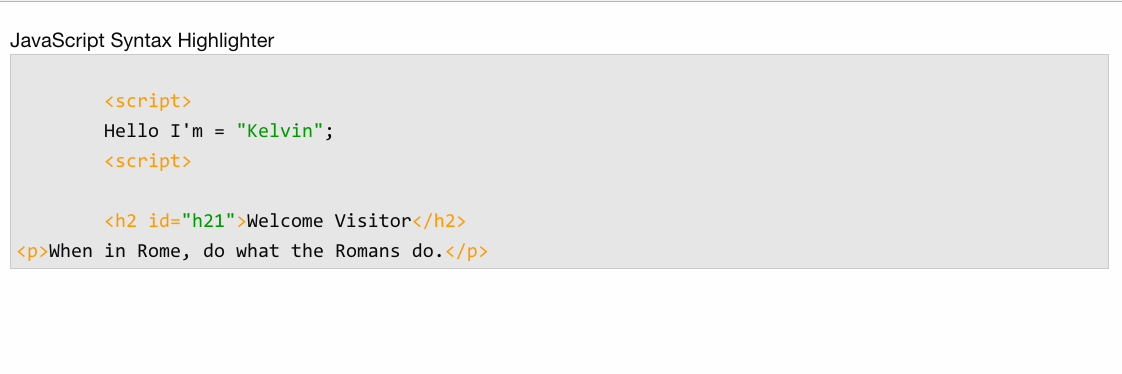 JavaScript Syntax Highlighter
<script>
Hello I'm = "Kelvin";
<script>
<h2 id="h21">Welcome Visitor</h2>
<p>When in Rome, do what the Romans do.</p>